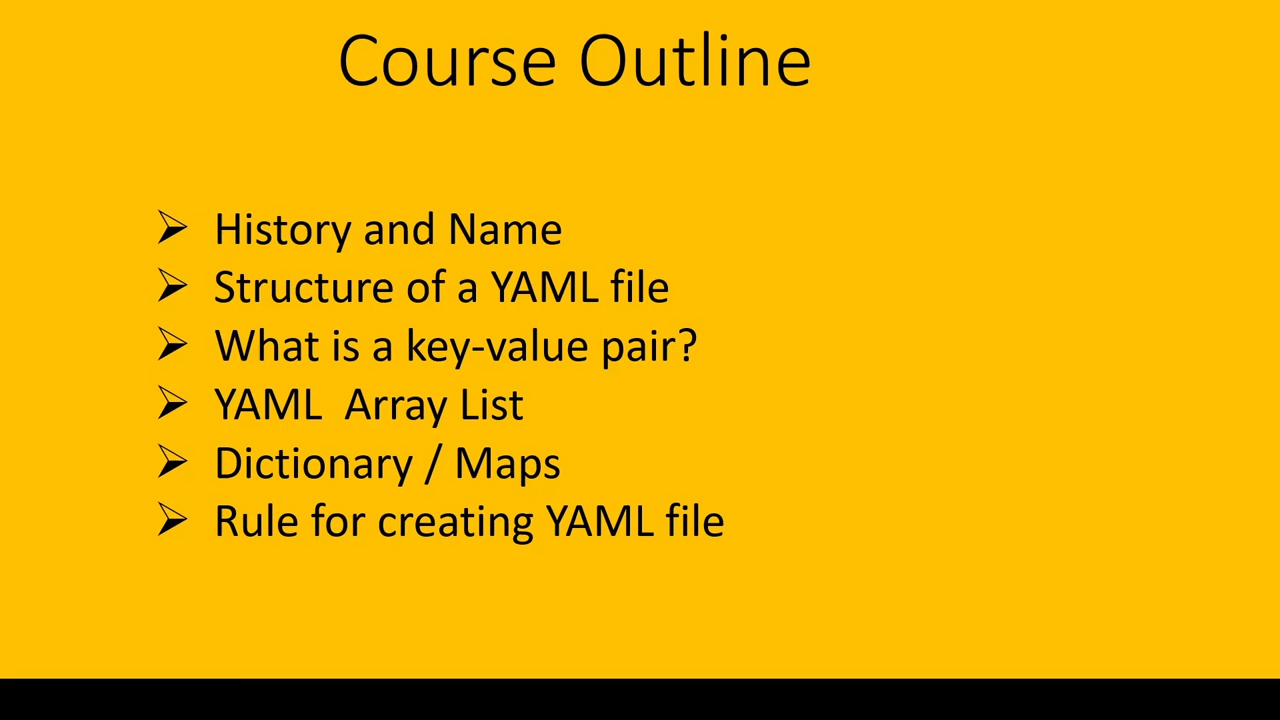 Course Outline
➢ History and Name
➢ Structure of a YAML file
➢ What is a key-value pair?
➢ YAML  Array List
➢ Dictionary / Maps
➢ Rule for creating YAML file